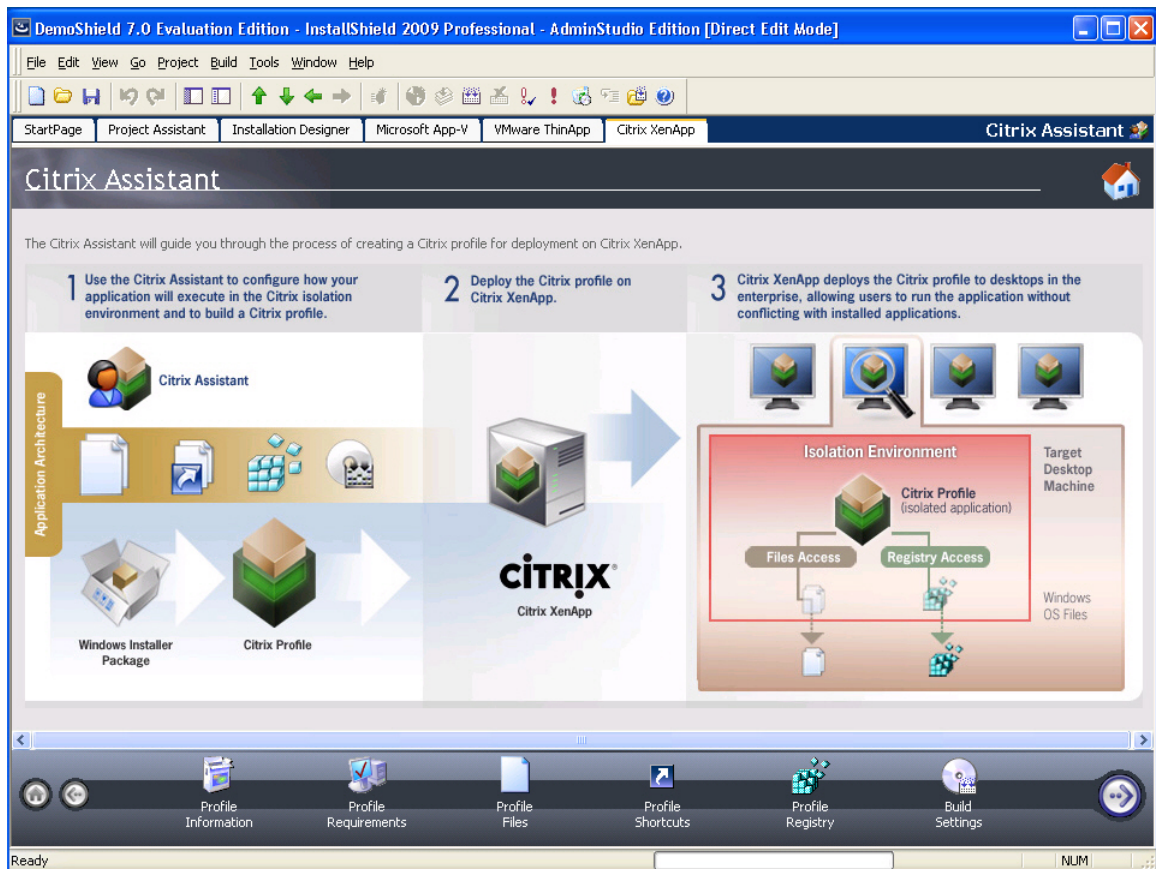 DemoShield 7.0 Evaluation Edition - InstallShield 2009 Professional - AdminStudio Edition [Direct Edit Mode]
File Edit View Go Project Build Tools Window Help
StartPage Project Assistant Installation Designer Microsoft App-V VMware ThinApp Citrix XenApp Citrix Assistant
Citrix Assistant
The Citrix Assistant will guide you through the process of creating a Citrix profile for deployment on Citrix XenApp.
1 Use the Citrix Assistant to configure how your
application will execute in the Citrix isolation
environment and to build a Citrix profile.
2 Deploy the Citrix profile on
Citrix XenApp.
3 Citrix XenApp deploys the Citrix profile to desktops in the
enterprise, allowing users to run the application without
conflicting with installed applications.
Application Architecture
Citrix Assistant
Windows Installer
Package
Citrix Profile
CITRIX®
Citrix XenApp
Isolation Environment
Citrix Profile
(isolated application)
Files Access
Registry Access
Target
Desktop
Machine
Windows
OS Files
Profile
Information
Profile
Requirements
Profile
Files
Profile
Shortcuts
Profile
Registry
Build
Settings
Ready
NUM